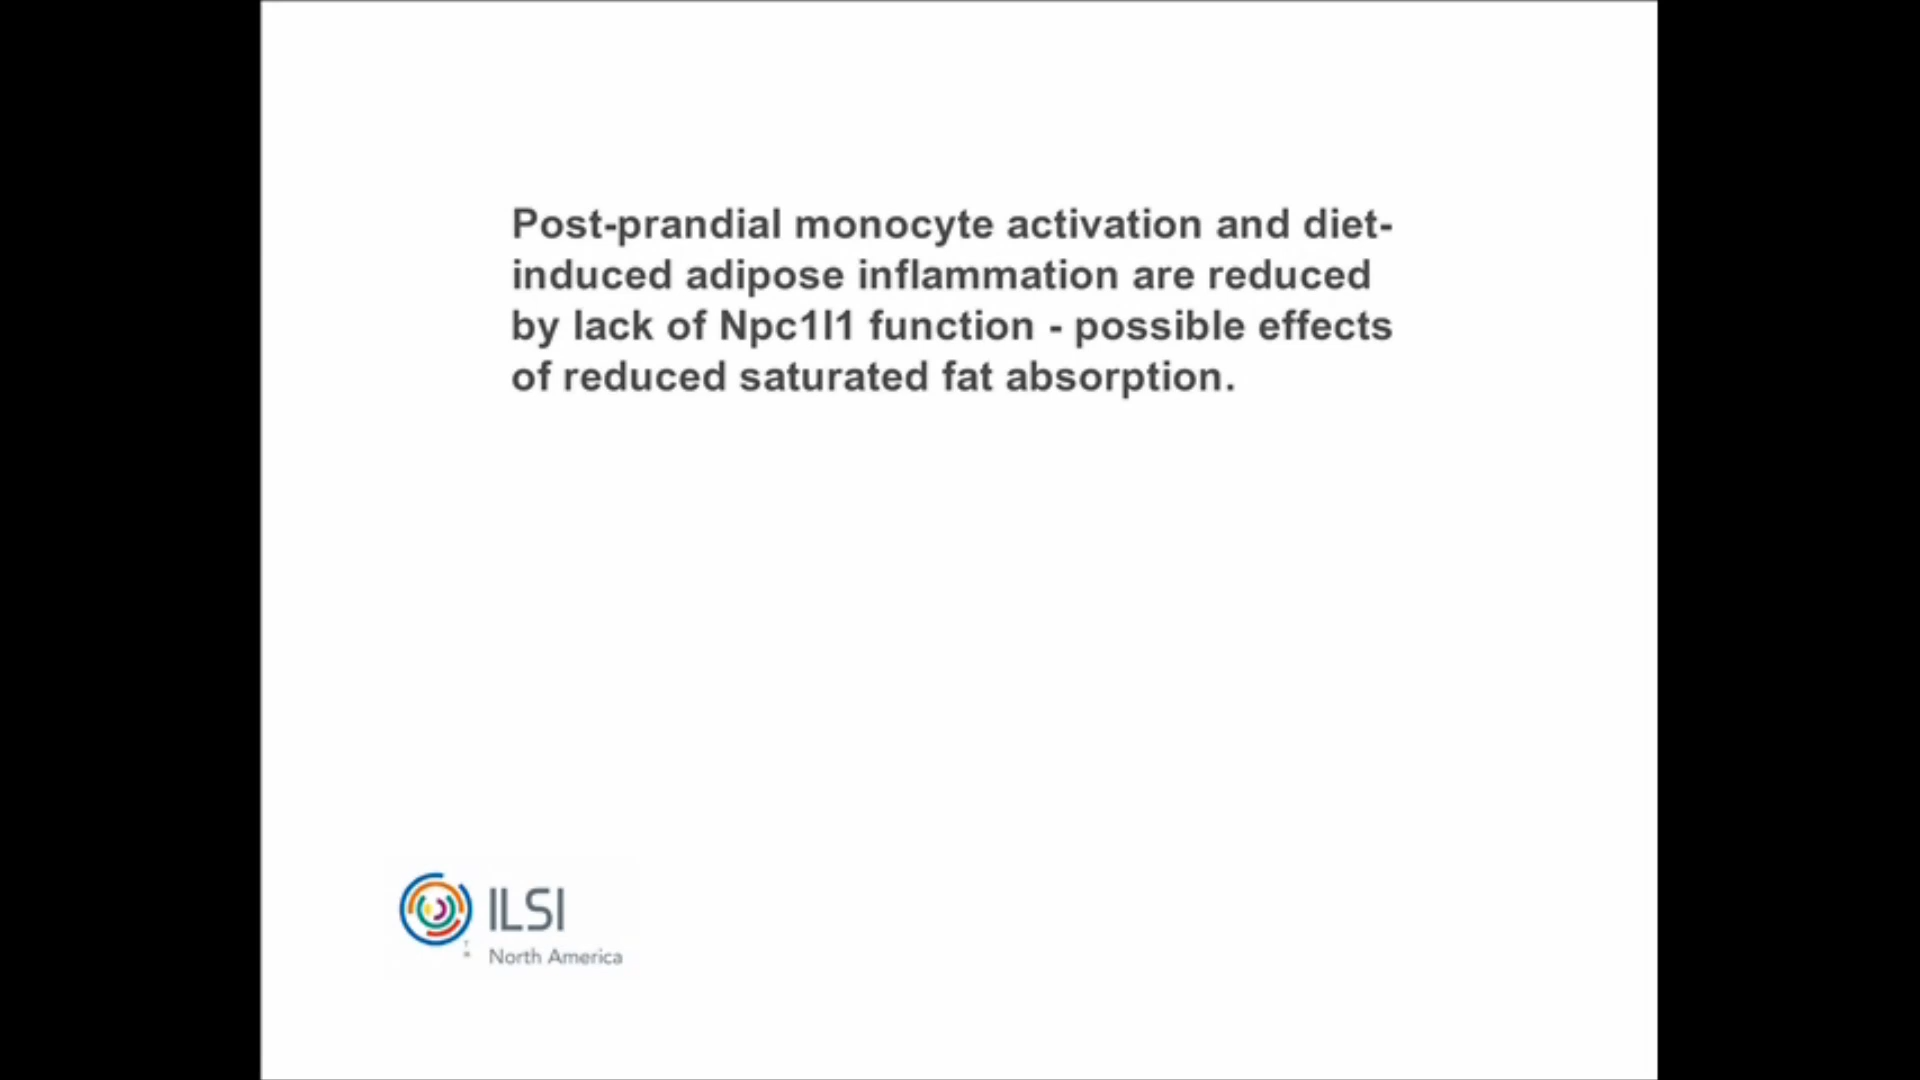 Post-prandial monocyte activation and diet-
induced adipose inflammation are reduced
by lack of Npc1l1 function - possible effects
of reduced saturated fat absorption.
ILSI
TM
North America